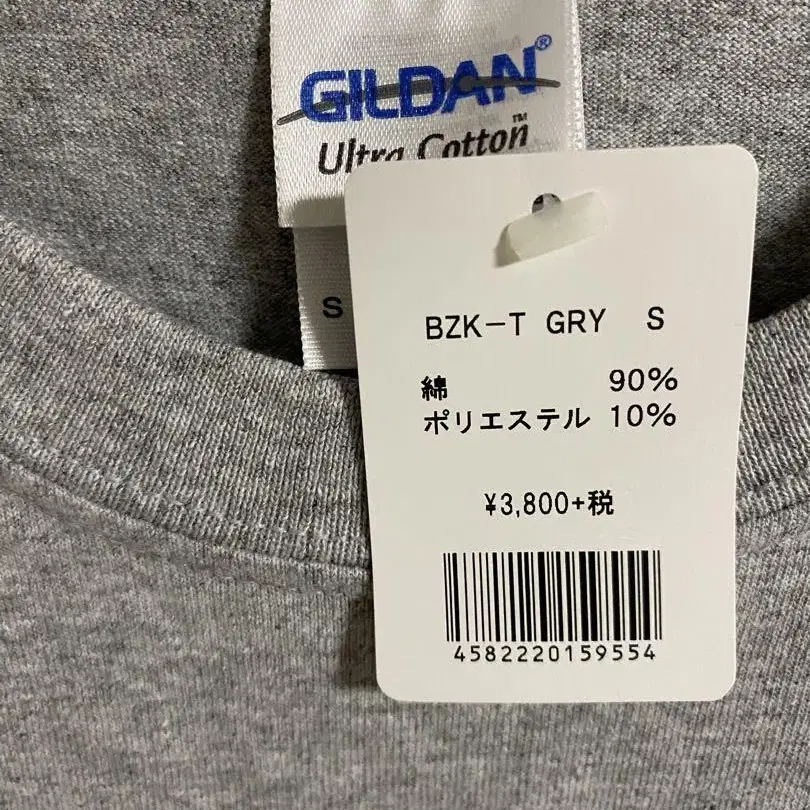 GILDAN®
Ultra Cotton™
S
BZK-T GRY S
綿 90%
ポリエステル 10%
¥3,800+税
4582220159554